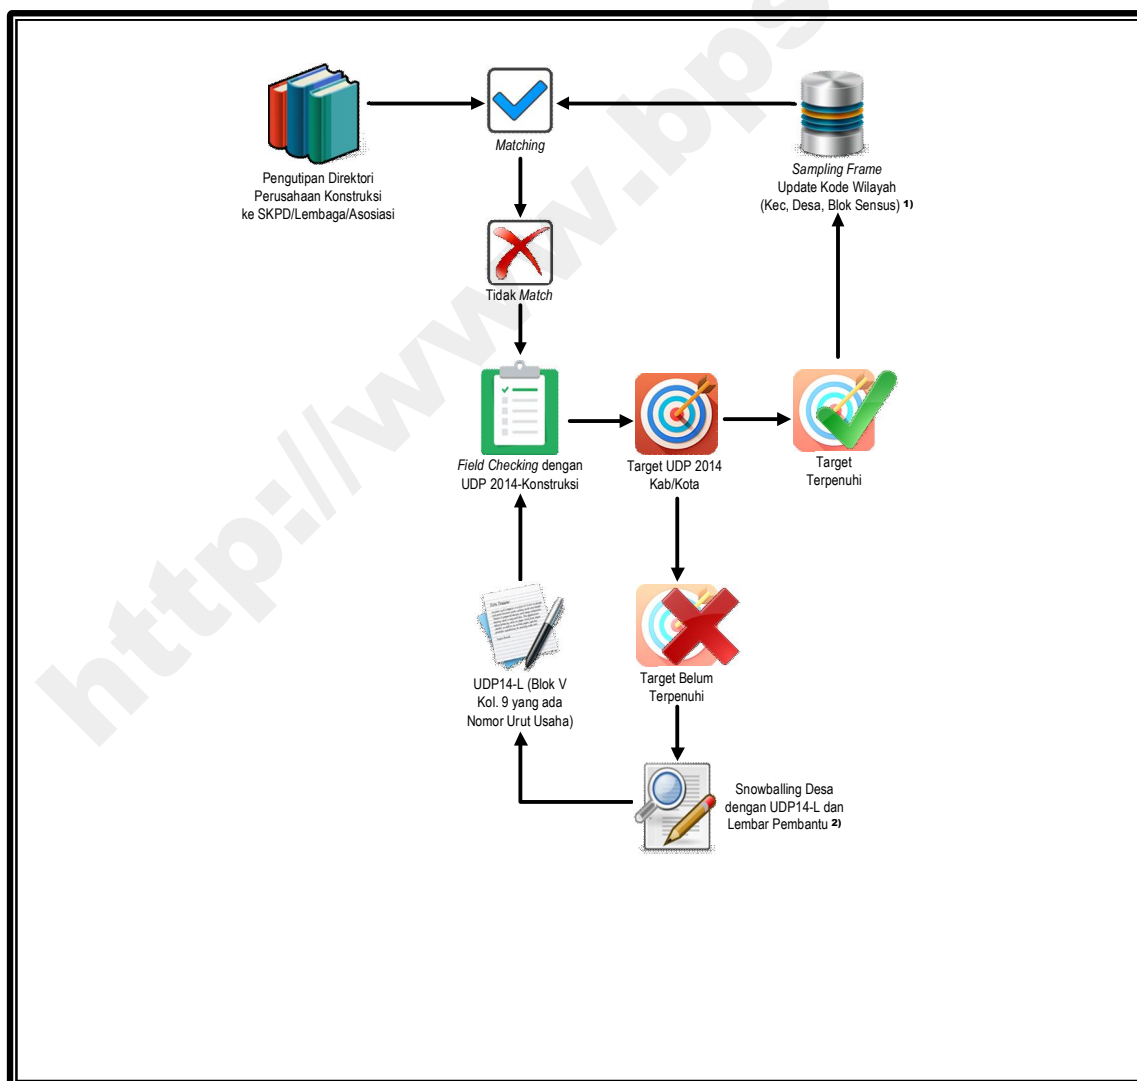 Pengutipan Direktori
Perusahaan Konstruksi
ke SKPD/Lembaga/Asosiasi
Matching
Sampling Frame
Update Kode Wilayah
(Kec, Desa, Blok Sensus) 1)
Tidak Match
Field Checking dengan
UDP 2014-Konstruksi
Target UDP 2014
Kab/Kota
Target
Terpenuhi
UDP14-L (Blok V
Kol. 9 yang ada
Nomor Urut Usaha)
Target Belum
Terpenuhi
Snowballing Desa
dengan UDP14-L dan
Lembar Pembantu 2)
http://www.bps